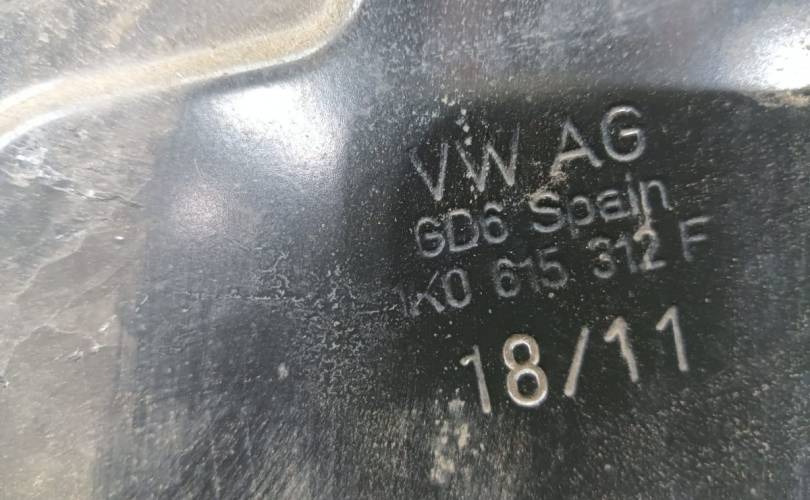 VW AG
GD6 Spain
1K0 615 312 F
18/11